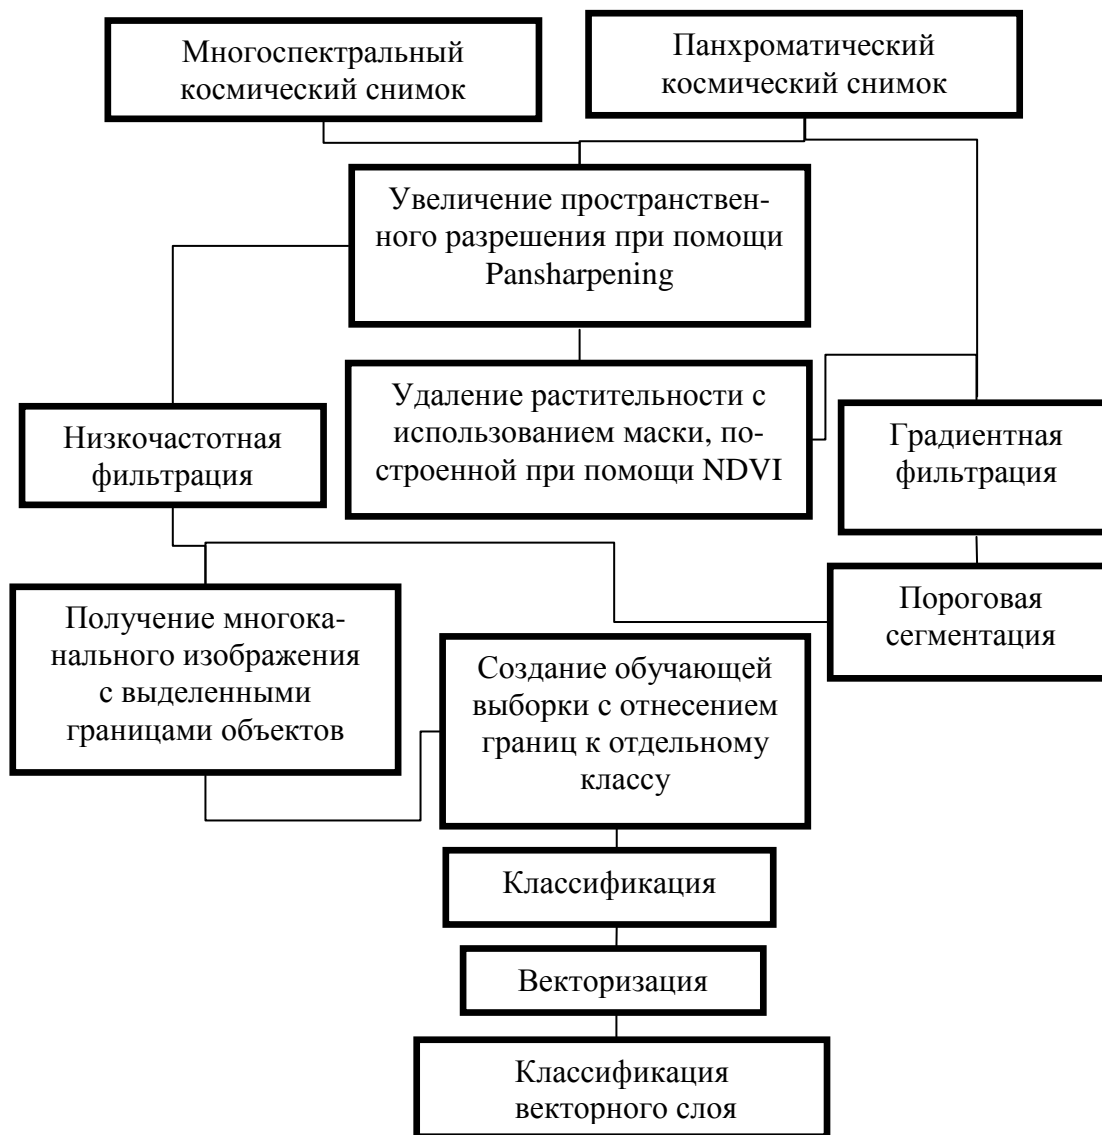 Многоспектральный
космический снимок
Панхроматический
космический снимок
Увеличение пространствен-
ного разрешения при помощи
Pansharpening
Удаление растительности с
использованием маски, по-
строенной при помощи NDVI
Низкочастотная
фильтрация
Градиентная
фильтрация
Получение многока-
нального изображения
с выделенными
границами объектов
Пороговая
сегментация
Создание обучающей
выборки с отнесением
границ к отдельному
классу
Классификация
Векторизация
Классификация
векторного слоя